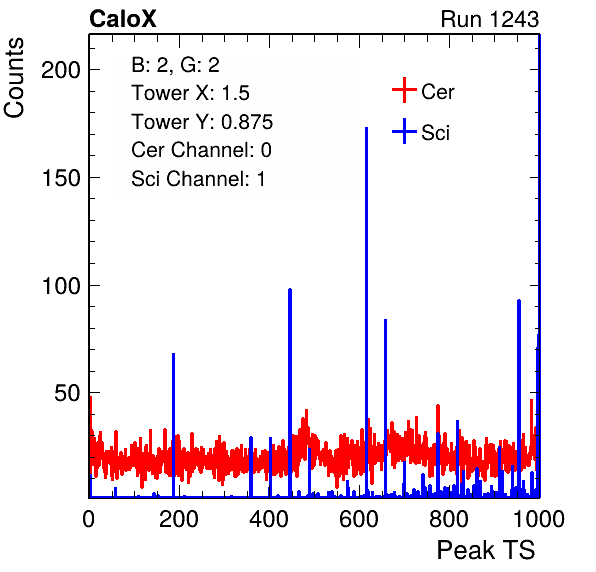 CaloX Run 1243
Counts
200
150
100
50
B: 2, G: 2
Tower X: 1.5
Tower Y: 0.875
Cer Channel: 0
Sci Channel: 1
Cer
Sci
0 200 400 600 800 1000
Peak TS